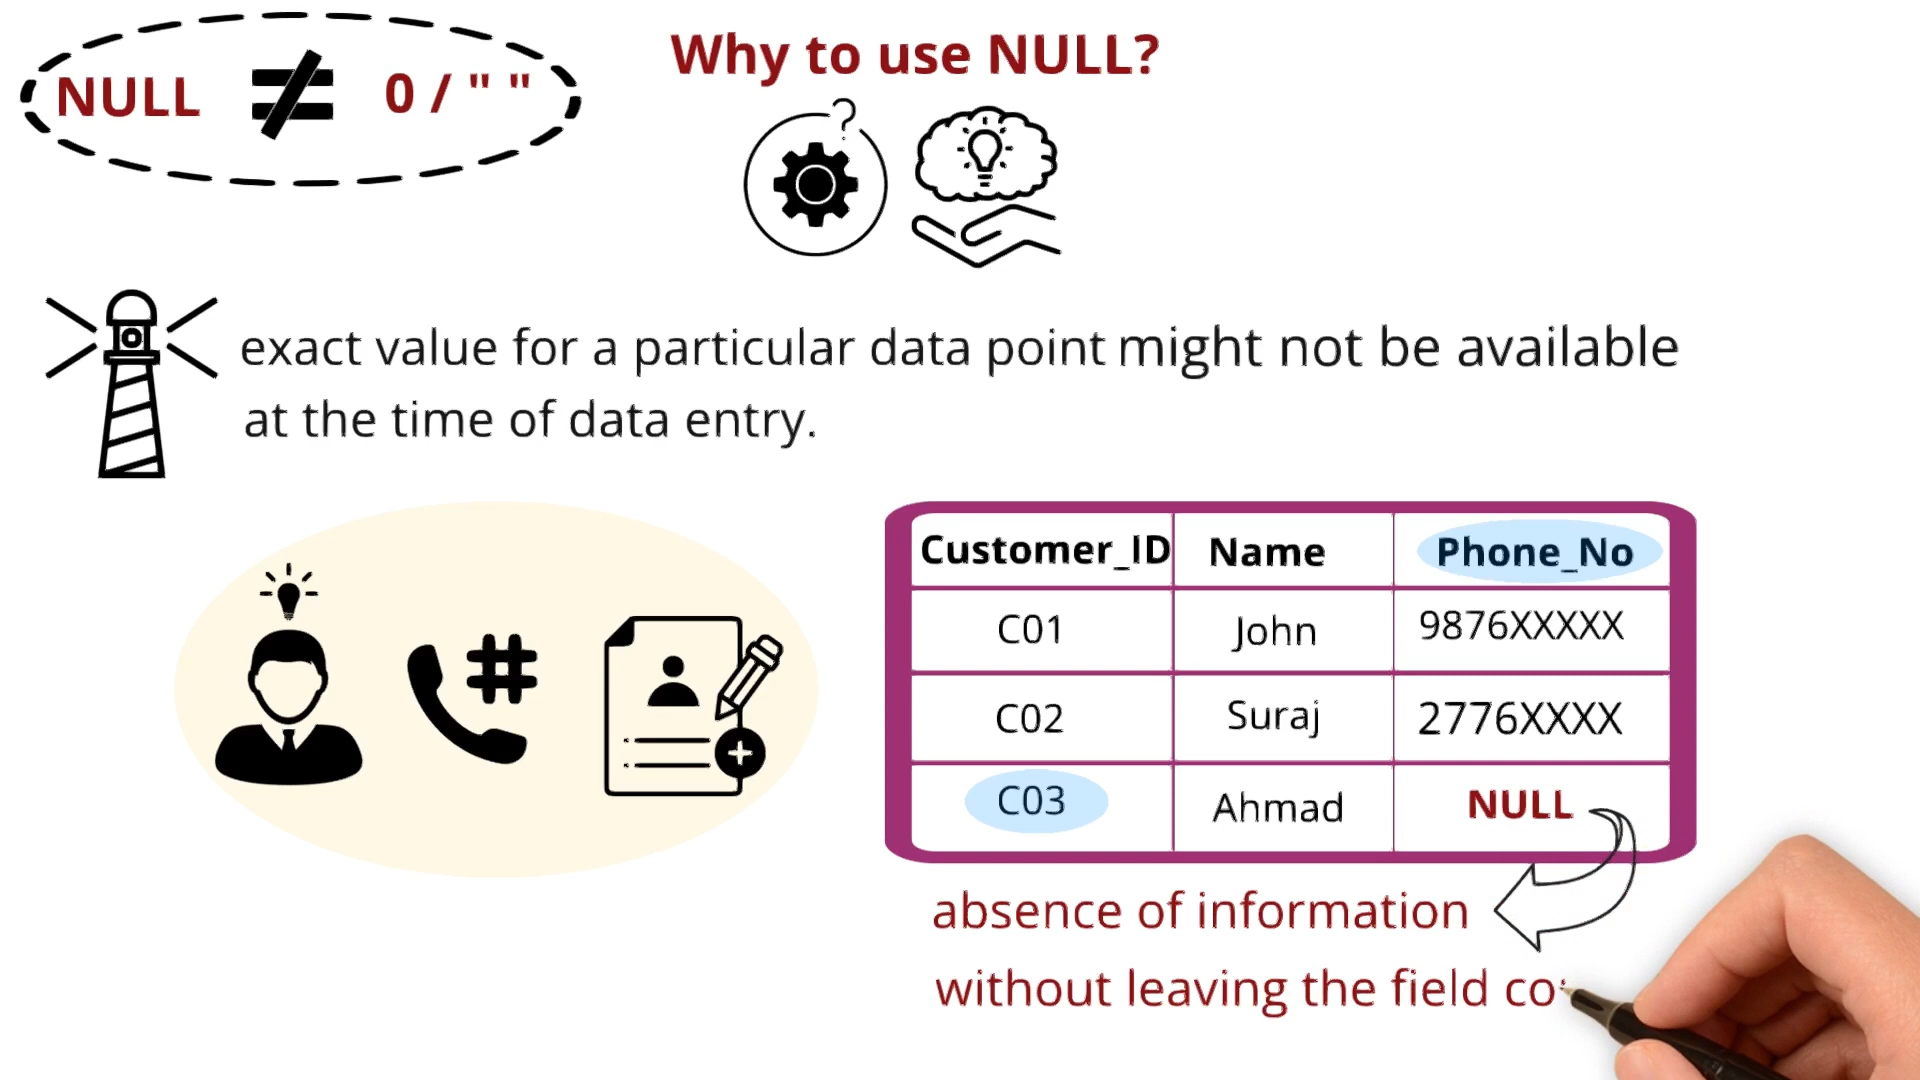 NULL ≠ 0 / " "
Why to use NULL?
?
exact value for a particular data point might not be available
at the time of data entry.
#
Customer_ID Name Phone_No
C01 John 9876XXXXX
C02 Suraj 2776XXXX
C03 Ahmad NULL
absence of information
without leaving the field co